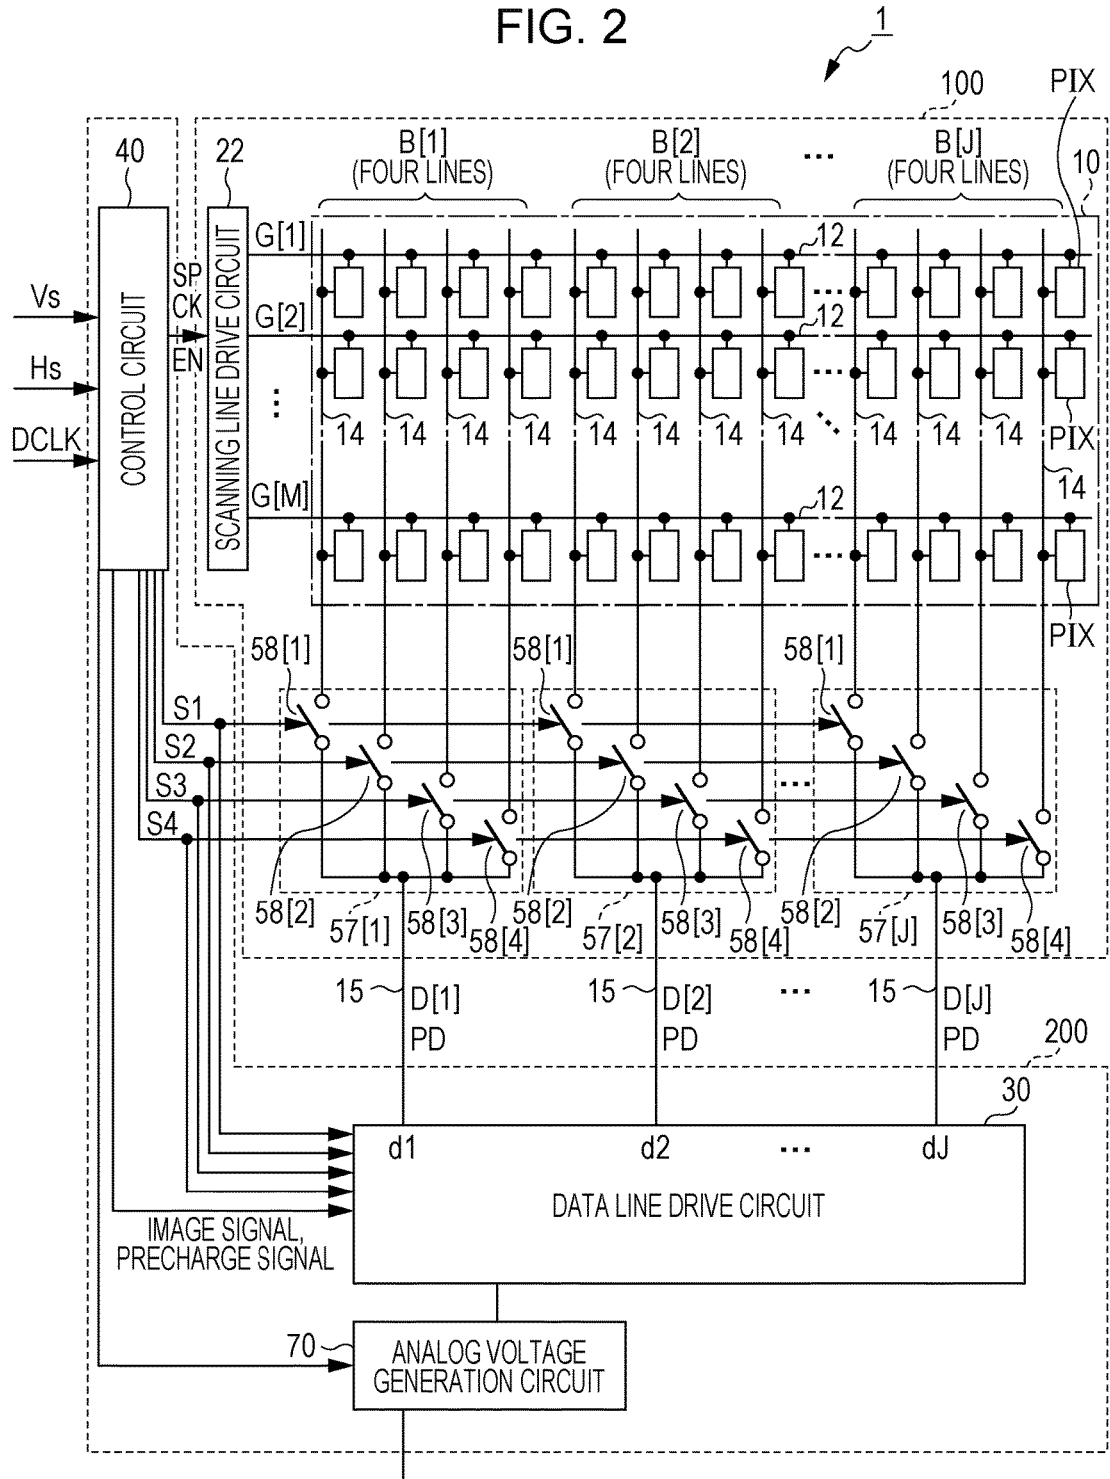 FIG. 2
1
100
PIX
40
22
B[1]
(FOUR LINES)
B[2]
(FOUR LINES)
...
B[J]
(FOUR LINES)
10
G[1]
12
SP
CK
EN
Vs
G[2]
12
...
Hs
CONTROL CIRCUIT
SCANNING LINE DRIVE CIRCUIT
...
...
14 14 14 14 14 14 14 14 14 14 14
PIX
DCLK
14
G[M]
12
...
PIX
58[1] 58[1] 58[1]
S1
S2
S3
...
S4
58[2] 57[1] 58[3] 58[4]
58[2] 57[2] 58[3] 58[4]
58[2] 57[J] 58[3] 58[4]
15 D[1]
PD
15 D[2]
PD
...
15 D[J]
PD
200
30
d1 d2 ... dJ
DATA LINE DRIVE CIRCUIT
IMAGE SIGNAL,
PRECHARGE SIGNAL
70
ANALOG VOLTAGE
GENERATION CIRCUIT